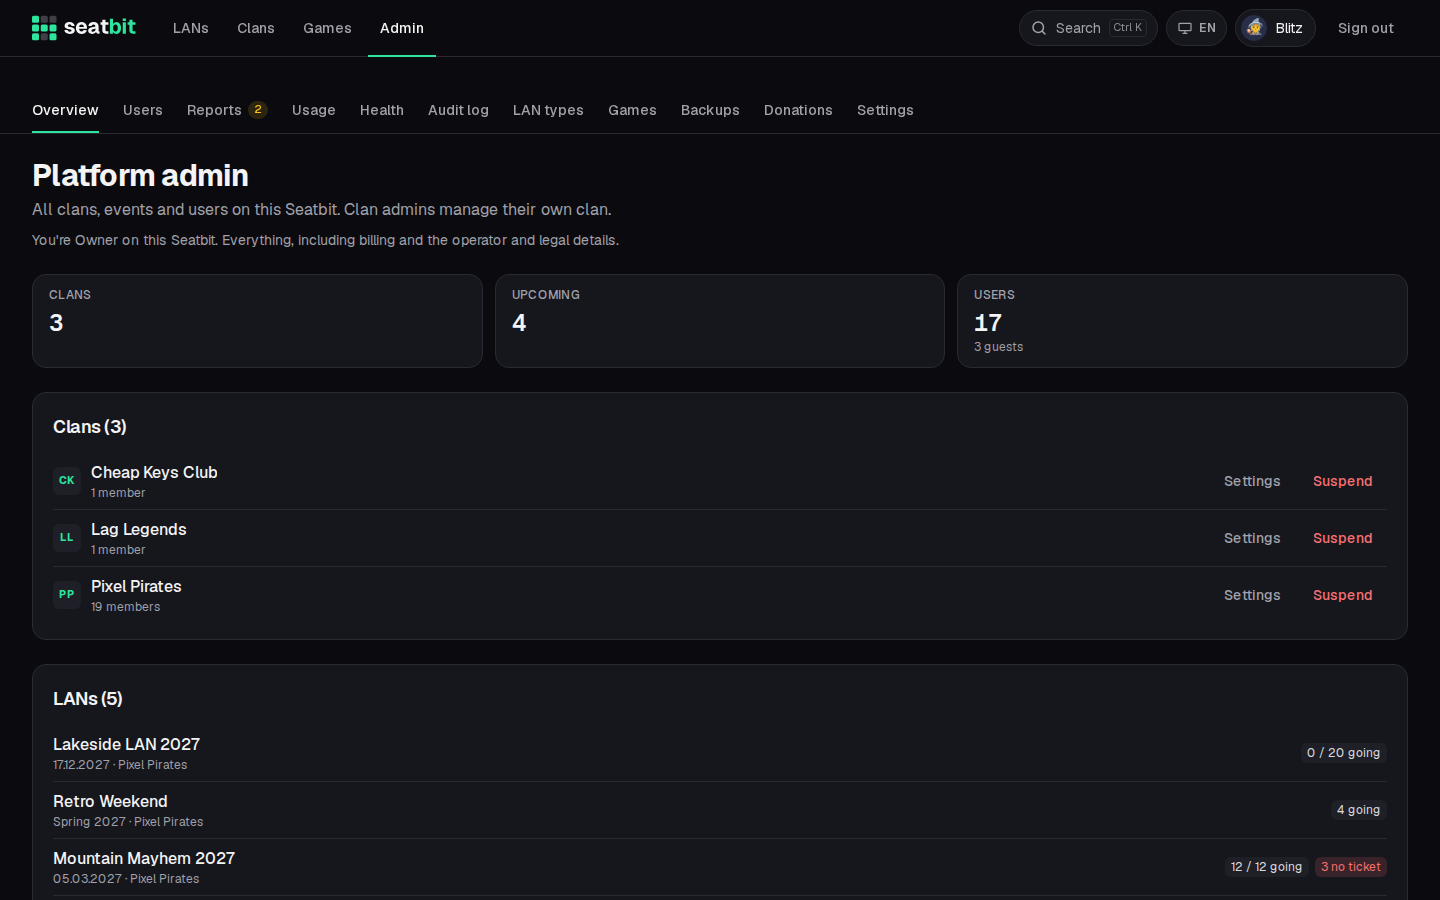 seatbit LANs Clans Games Admin Search Ctrl K EN Blitz Sign out
Overview Users Reports 2 Usage Health Audit log LAN types Games Backups Donations Settings
Platform admin
All clans, events and users on this Seatbit. Clan admins manage their own clan.
You're Owner on this Seatbit. Everything, including billing and the operator and legal details.
CLANS UPCOMING USERS
3 4 17
3 guests
Clans (3)
CK Cheap Keys Club Settings Suspend
1 member
LL Lag Legends Settings Suspend
1 member
PP Pixel Pirates Settings Suspend
19 members
LANs (5)
Lakeside LAN 2027 0 / 20 going
17.12.2027 · Pixel Pirates
Retro Weekend 4 going
Spring 2027 · Pixel Pirates
Mountain Mayhem 2027 12 / 12 going 3 no ticket
05.03.2027 · Pixel Pirates